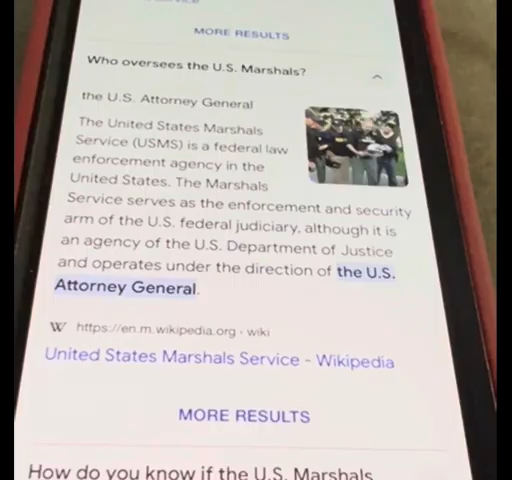 MORE RESULTS
Who oversees the U.S. Marshals?
the U.S. Attorney General
The United States Marshals
Service (USMS) is a federal law
enforcement agency in the
United States. The Marshals
Service serves as the enforcement and security
arm of the U.S. federal judiciary, although it is
an agency of the U.S. Department of Justice
and operates under the direction of the U.S.
Attorney General.
W https://en.m.wikipedia.org › wiki
United States Marshals Service - Wikipedia
MORE RESULTS
How do you know if the U.S. Marshals